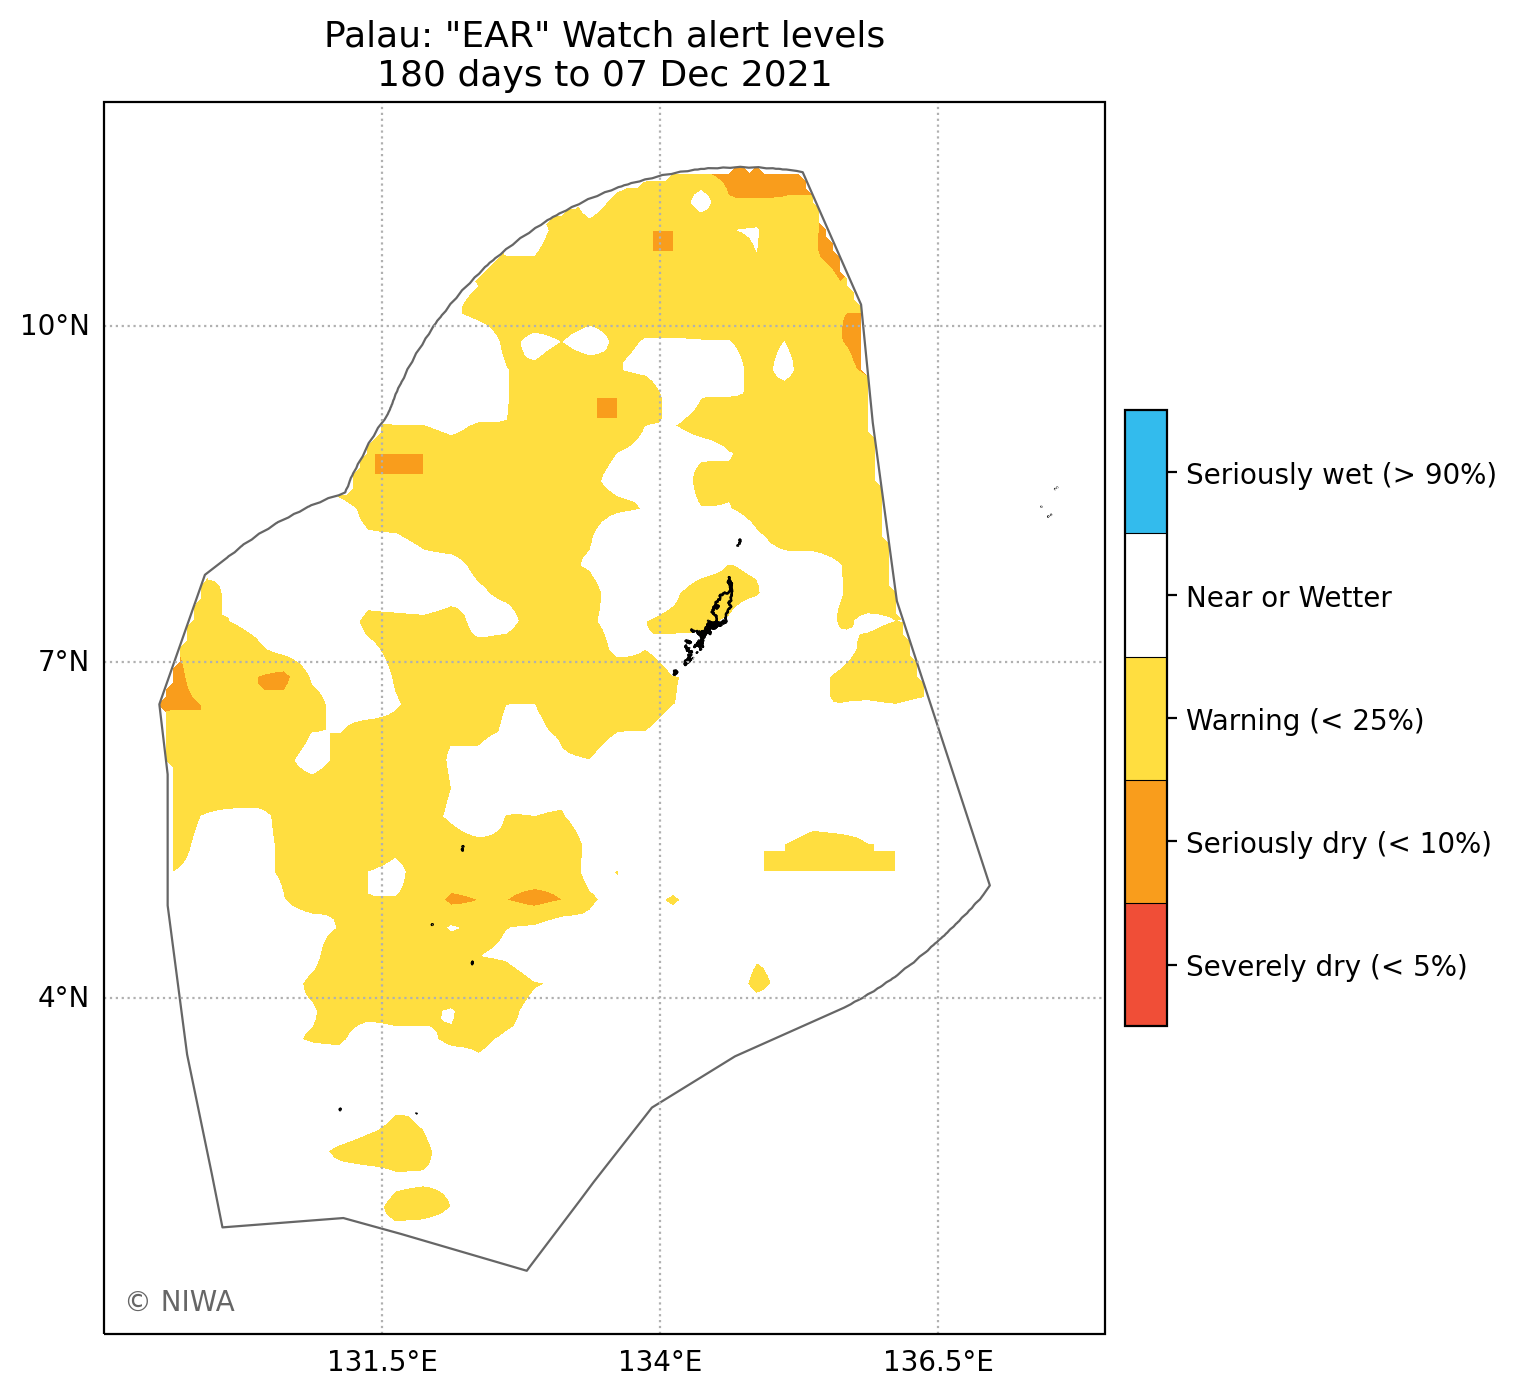 Palau: "EAR" Watch alert levels
180 days to 07 Dec 2021
10°N
7°N
4°N
131.5°E
134°E
136.5°E
Seriously wet (> 90%)
Near or Wetter
Warning (< 25%)
Seriously dry (< 10%)
Severely dry (< 5%)
© NIWA